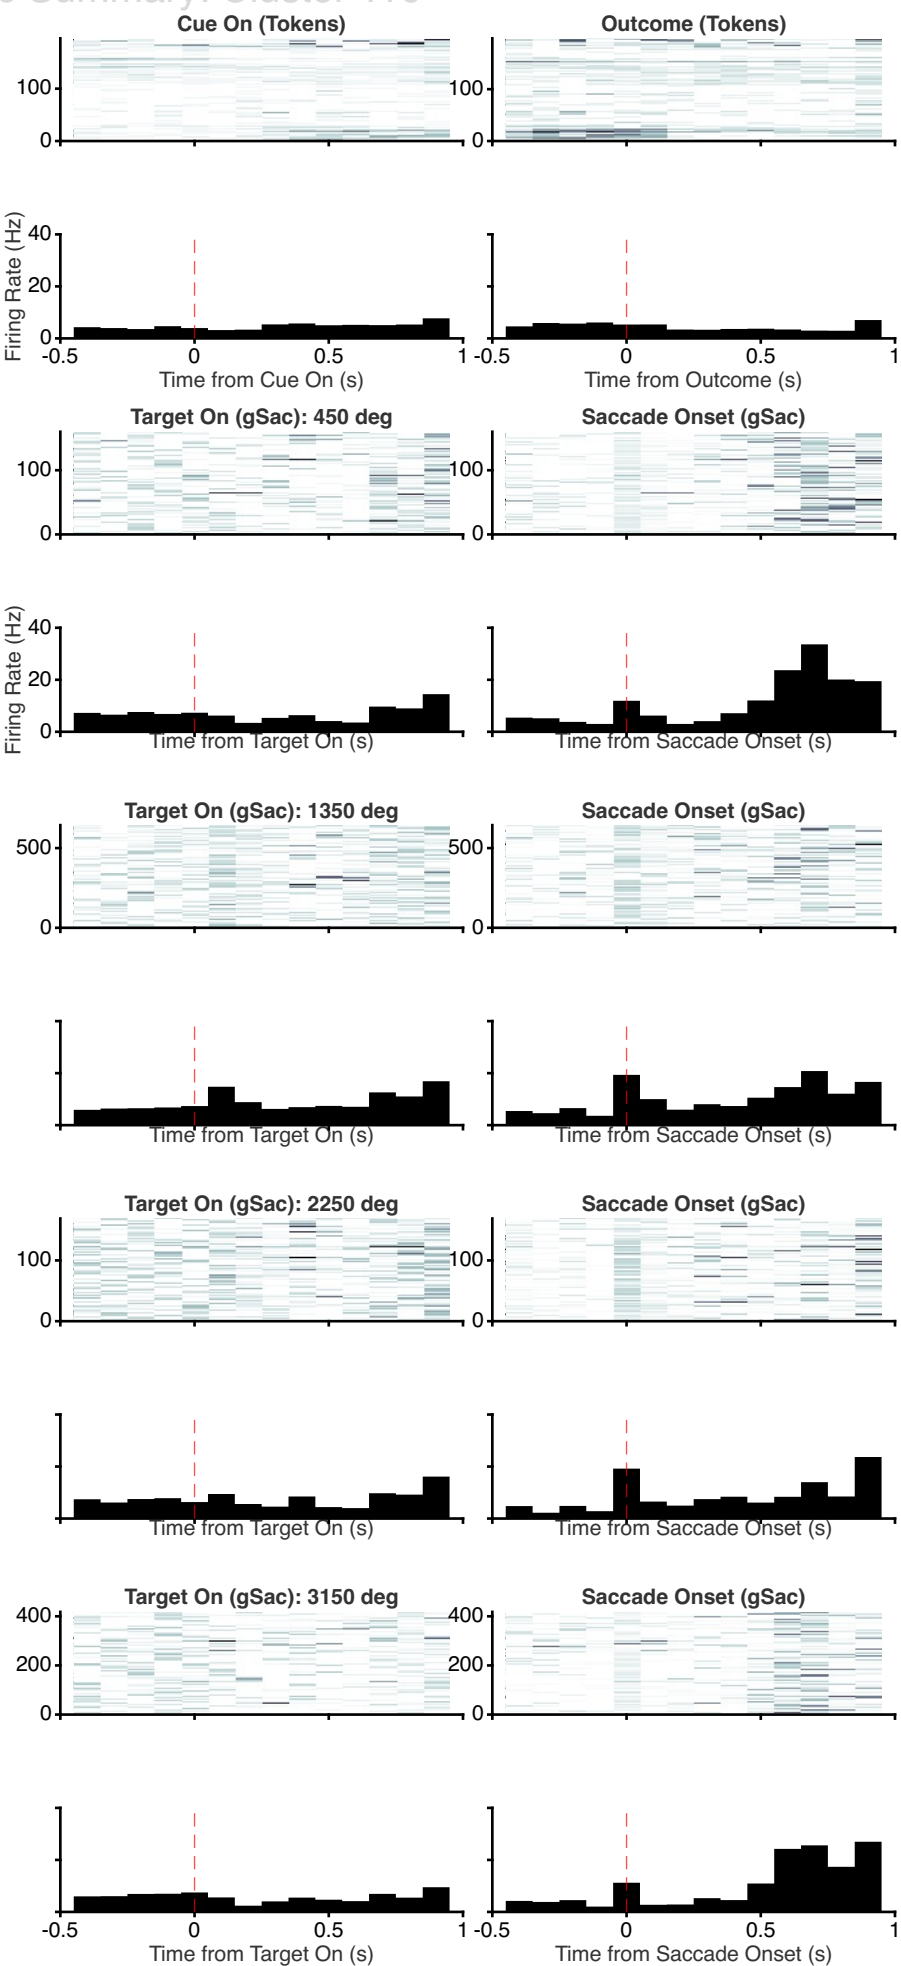 Summary: Cluster
Cue On (Tokens) Outcome (Tokens)
100 100
0 0
Firing Rate (Hz)
40
20
0
-0.5 0 0.5 1 -0.5 0 0.5 1
Time from Cue On (s) Time from Outcome (s)
Target On (gSac): 450 deg Saccade Onset (gSac)
100 100
0 0
Firing Rate (Hz)
40
20
0
Time from Target On (s) Time from Saccade Onset (s)
Target On (gSac): 1350 deg Saccade Onset (gSac)
500 500
0 0
Time from Target On (s) Time from Saccade Onset (s)
Target On (gSac): 2250 deg Saccade Onset (gSac)
100 100
0 0
Time from Target On (s) Time from Saccade Onset (s)
Target On (gSac): 3150 deg Saccade Onset (gSac)
400 400
200 200
0 0
-0.5 0 0.5 1 -0.5 0 0.5 1
Time from Target On (s) Time from Saccade Onset (s)